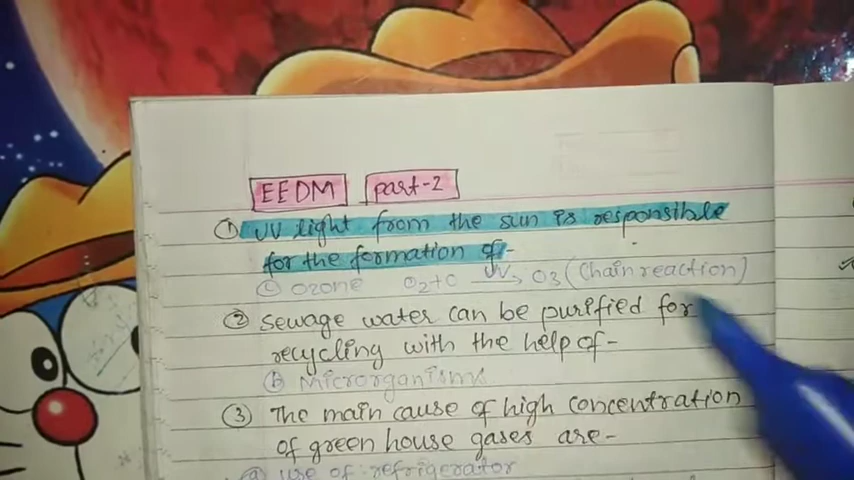 EEDM part-2
① UV light from the sun is responsible
for the formation of-
ⓒ Ozone O2+O UV→ O3 (Chain reaction)
② sewage water can be purified for
recycling with the help of-
ⓑ Microrganisms
③ The main cause of high concentration
of green house gases are-
ⓐ use of refrigerator